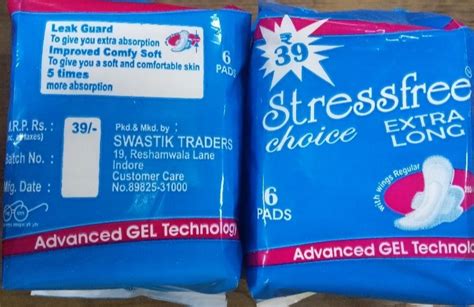 Leak Guard
To give you extra absorption
Improved Comfy Soft
To give you a soft and comfortable skin
5 times
more absorption
6
PADS
M.R.P. Rs:
taxes)
39/-
Batch No. :
Mfg. Date :
Pkd.& Mkd. by :
SWASTIK TRADERS
19, Reshamwala Lane
Indore
Customer Care
No.89825-31000
Advanced GEL Technology
₹
39
Stressfree
choice
EXTRA
LONG
with wings Regular
6
PADS
Advanced GEL Technolo